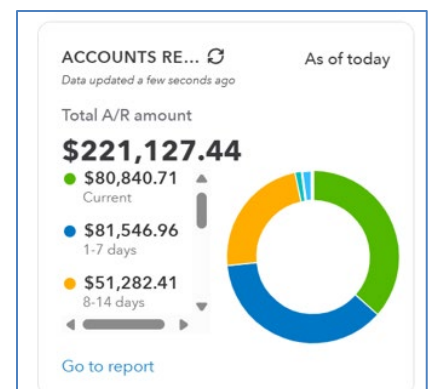 ACCOUNTS RE...
As of today
Data updated a few seconds ago
Total A/R amount
$221,127.44
$80,840.71
Current
$81,546.96
1-7 days
$51,282.41
8-14 days
Go to report